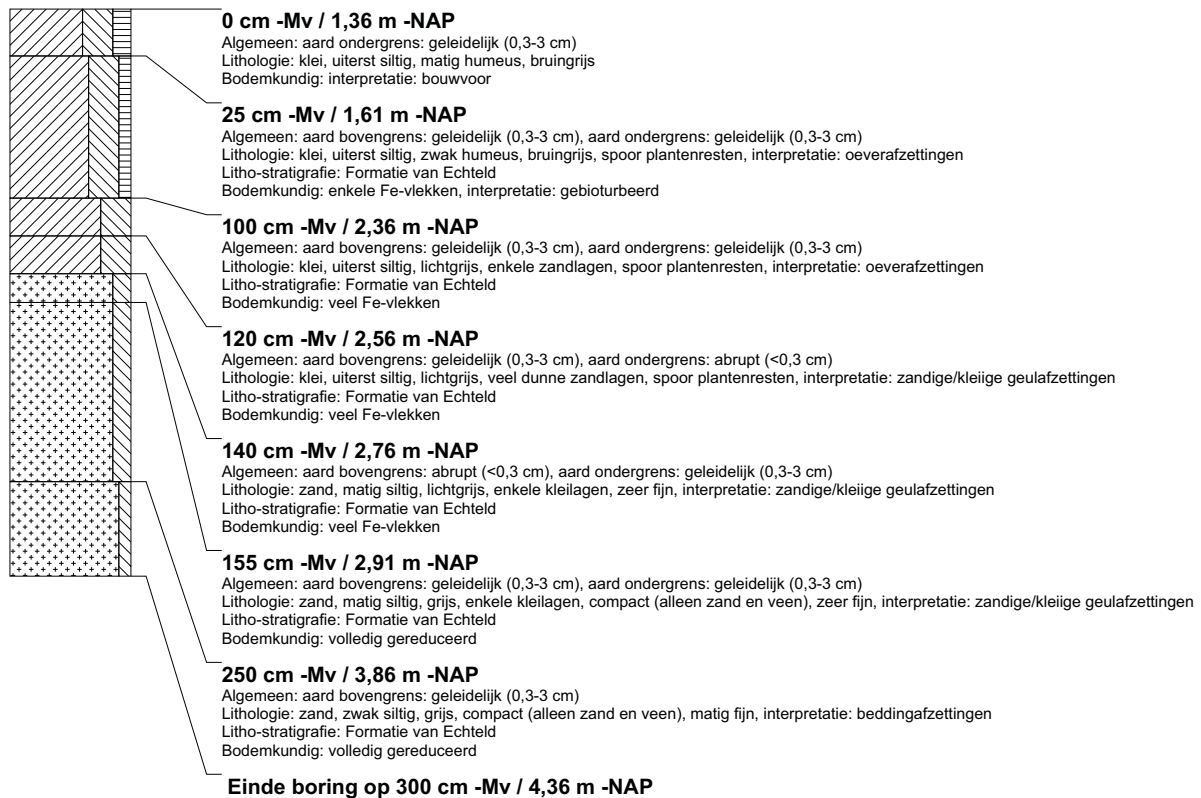 0 cm -Mv / 1,36 m -NAP
Algemeen: aard ondergrens: geleidelijk (0,3-3 cm)
Lithologie: klei, uiterst siltig, matig humeus, bruingrijs
Bodemkundig: interpretatie: bouwvoor
25 cm -Mv / 1,61 m -NAP
Algemeen: aard bovengrens: geleidelijk (0,3-3 cm), aard ondergrens: geleidelijk (0,3-3 cm)
Lithologie: klei, uiterst siltig, zwak humeus, bruingrijs, spoor plantenresten, interpretatie: oeverafzettingen
Litho-stratigrafie: Formatie van Echteld
Bodemkundig: enkele Fe-vlekken, interpretatie: gebioturbeerd
100 cm -Mv / 2,36 m -NAP
Algemeen: aard bovengrens: geleidelijk (0,3-3 cm), aard ondergrens: geleidelijk (0,3-3 cm)
Lithologie: klei, uiterst siltig, lichtgrijs, enkele zandlagen, spoor plantenresten, interpretatie: oeverafzettingen
Litho-stratigrafie: Formatie van Echteld
Bodemkundig: veel Fe-vlekken
120 cm -Mv / 2,56 m -NAP
Algemeen: aard bovengrens: geleidelijk (0,3-3 cm), aard ondergrens: abrupt (<0,3 cm)
Lithologie: klei, uiterst siltig, lichtgrijs, veel dunne zandlagen, spoor plantenresten, interpretatie: zandige/kleiige geulafzettingen
Litho-stratigrafie: Formatie van Echteld
Bodemkundig: veel Fe-vlekken
140 cm -Mv / 2,76 m -NAP
Algemeen: aard bovengrens: abrupt (<0,3 cm), aard ondergrens: geleidelijk (0,3-3 cm)
Lithologie: zand, matig siltig, lichtgrijs, enkele kleilagen, zeer fijn, interpretatie: zandige/kleiige geulafzettingen
Litho-stratigrafie: Formatie van Echteld
Bodemkundig: veel Fe-vlekken
155 cm -Mv / 2,91 m -NAP
Algemeen: aard bovengrens: geleidelijk (0,3-3 cm), aard ondergrens: geleidelijk (0,3-3 cm)
Lithologie: zand, matig siltig, grijs, enkele kleilagen, compact (alleen zand en veen), zeer fijn, interpretatie: zandige/kleiige geulafzettingen
Litho-stratigrafie: Formatie van Echteld
Bodemkundig: volledig gereduceerd
250 cm -Mv / 3,86 m -NAP
Algemeen: aard bovengrens: geleidelijk (0,3-3 cm)
Lithologie: zand, zwak siltig, grijs, compact (alleen zand en veen), matig fijn, interpretatie: beddingafzettingen
Litho-stratigrafie: Formatie van Echteld
Bodemkundig: volledig gereduceerd
Einde boring op 300 cm -Mv / 4,36 m -NAP